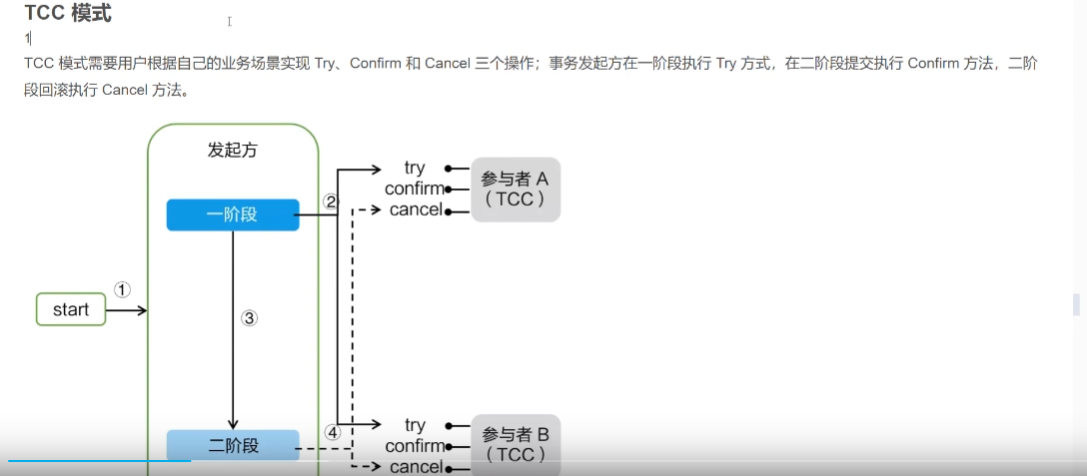 TCC 模式
1
TCC 模式需要用户根据自己的业务场景实现 Try、Confirm 和 Cancel 三个操作；事务发起方在一阶段执行 Try 方式，在二阶段提交执行 Confirm 方法，二阶
段回滚执行 Cancel 方法。
发起方
try
confirm
cancel
参与者 A
（TCC）
②
一阶段
①
start
③
④
try
confirm
cancel
参与者 B
（TCC）
二阶段